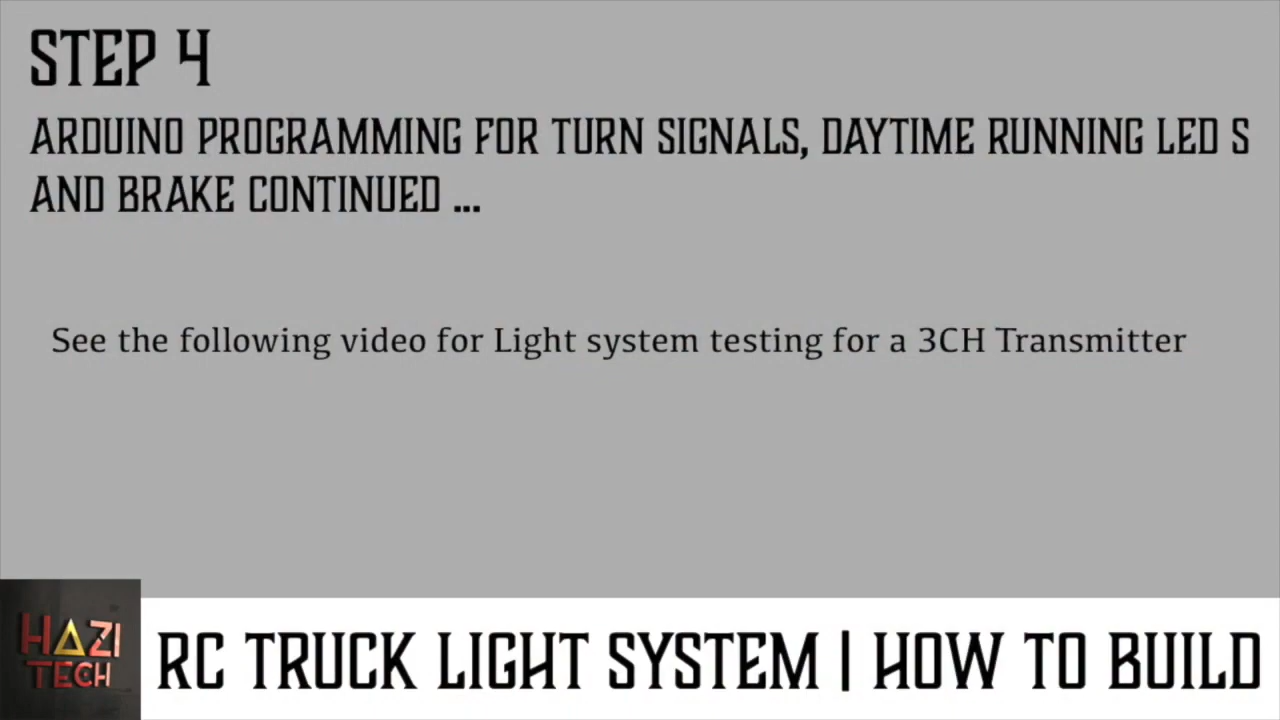 STEP 4
ARDUINO PROGRAMMING FOR TURN SIGNALS, DAYTIME RUNNING LED S
AND BRAKE CONTINUED ...
See the following video for Light system testing for a 3CH Transmitter
HAZI
TECH
RC TRUCK LIGHT SYSTEM | HOW TO BUILD